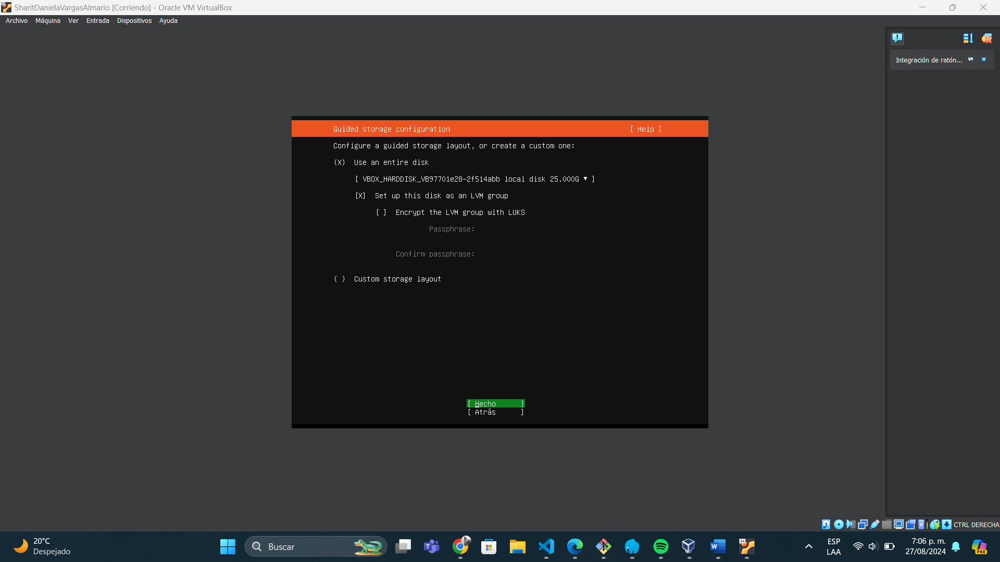 SharitDanielaVargasAlmario [Corriendo] - Oracle VM VirtualBox
Archivo Máquina Ver Entrada Dispositivos Ayuda
Integración de ratón...
Guided storage configuration [ Help ]
Configure a guided storage layout, or create a custom one:
(X) Use an entire disk
[ VBOX_HARDDISK_VB97701e28-2f514abb local disk 25.000G ▾ ]
[X] Set up this disk as an LVM group
[ ] Encrypt the LVM group with LUKS
Passphrase:
Confirm passphrase:
( ) Custom storage layout
[ Hecho ]
[ Atrás ]
CTRL DERECHA
20°C
Despejado
Buscar
ESP
LAA
7:06 p. m.
27/08/2024
PRE